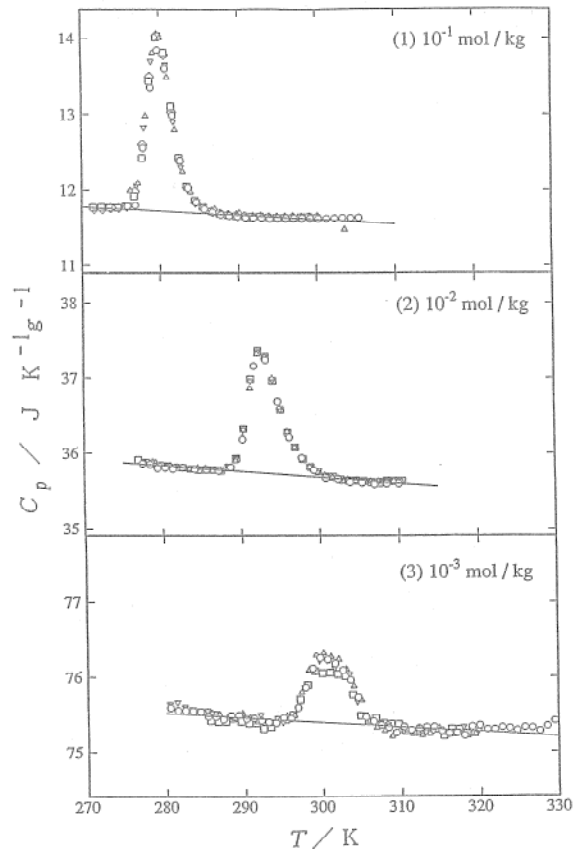 (1) 10⁻¹ mol / kg
14
13
12
11
(2) 10⁻² mol / kg
38
37
36
35
(3) 10⁻³ mol / kg
77
76
75
270 280 290 300 310 320 330
T / K
Cₚ / J K⁻¹g⁻¹